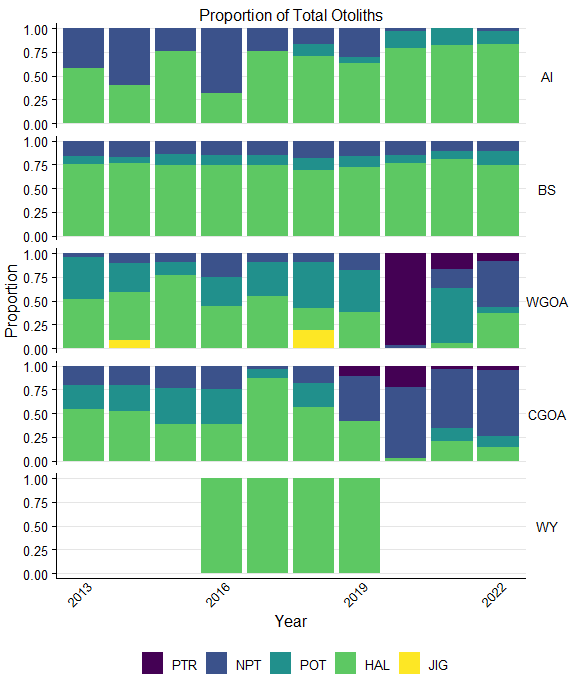 Proportion of Total Otoliths
1.00
0.75
0.50
0.25
0.00
AI
1.00
0.75
0.50
0.25
0.00
BS
1.00
0.75
0.50
0.25
0.00
WGOA
1.00
0.75
0.50
0.25
0.00
CGOA
1.00
0.75
0.50
0.25
0.00
WY
Proportion
2013 2016 2019 2022
Year
PTR NPT POT HAL JIG